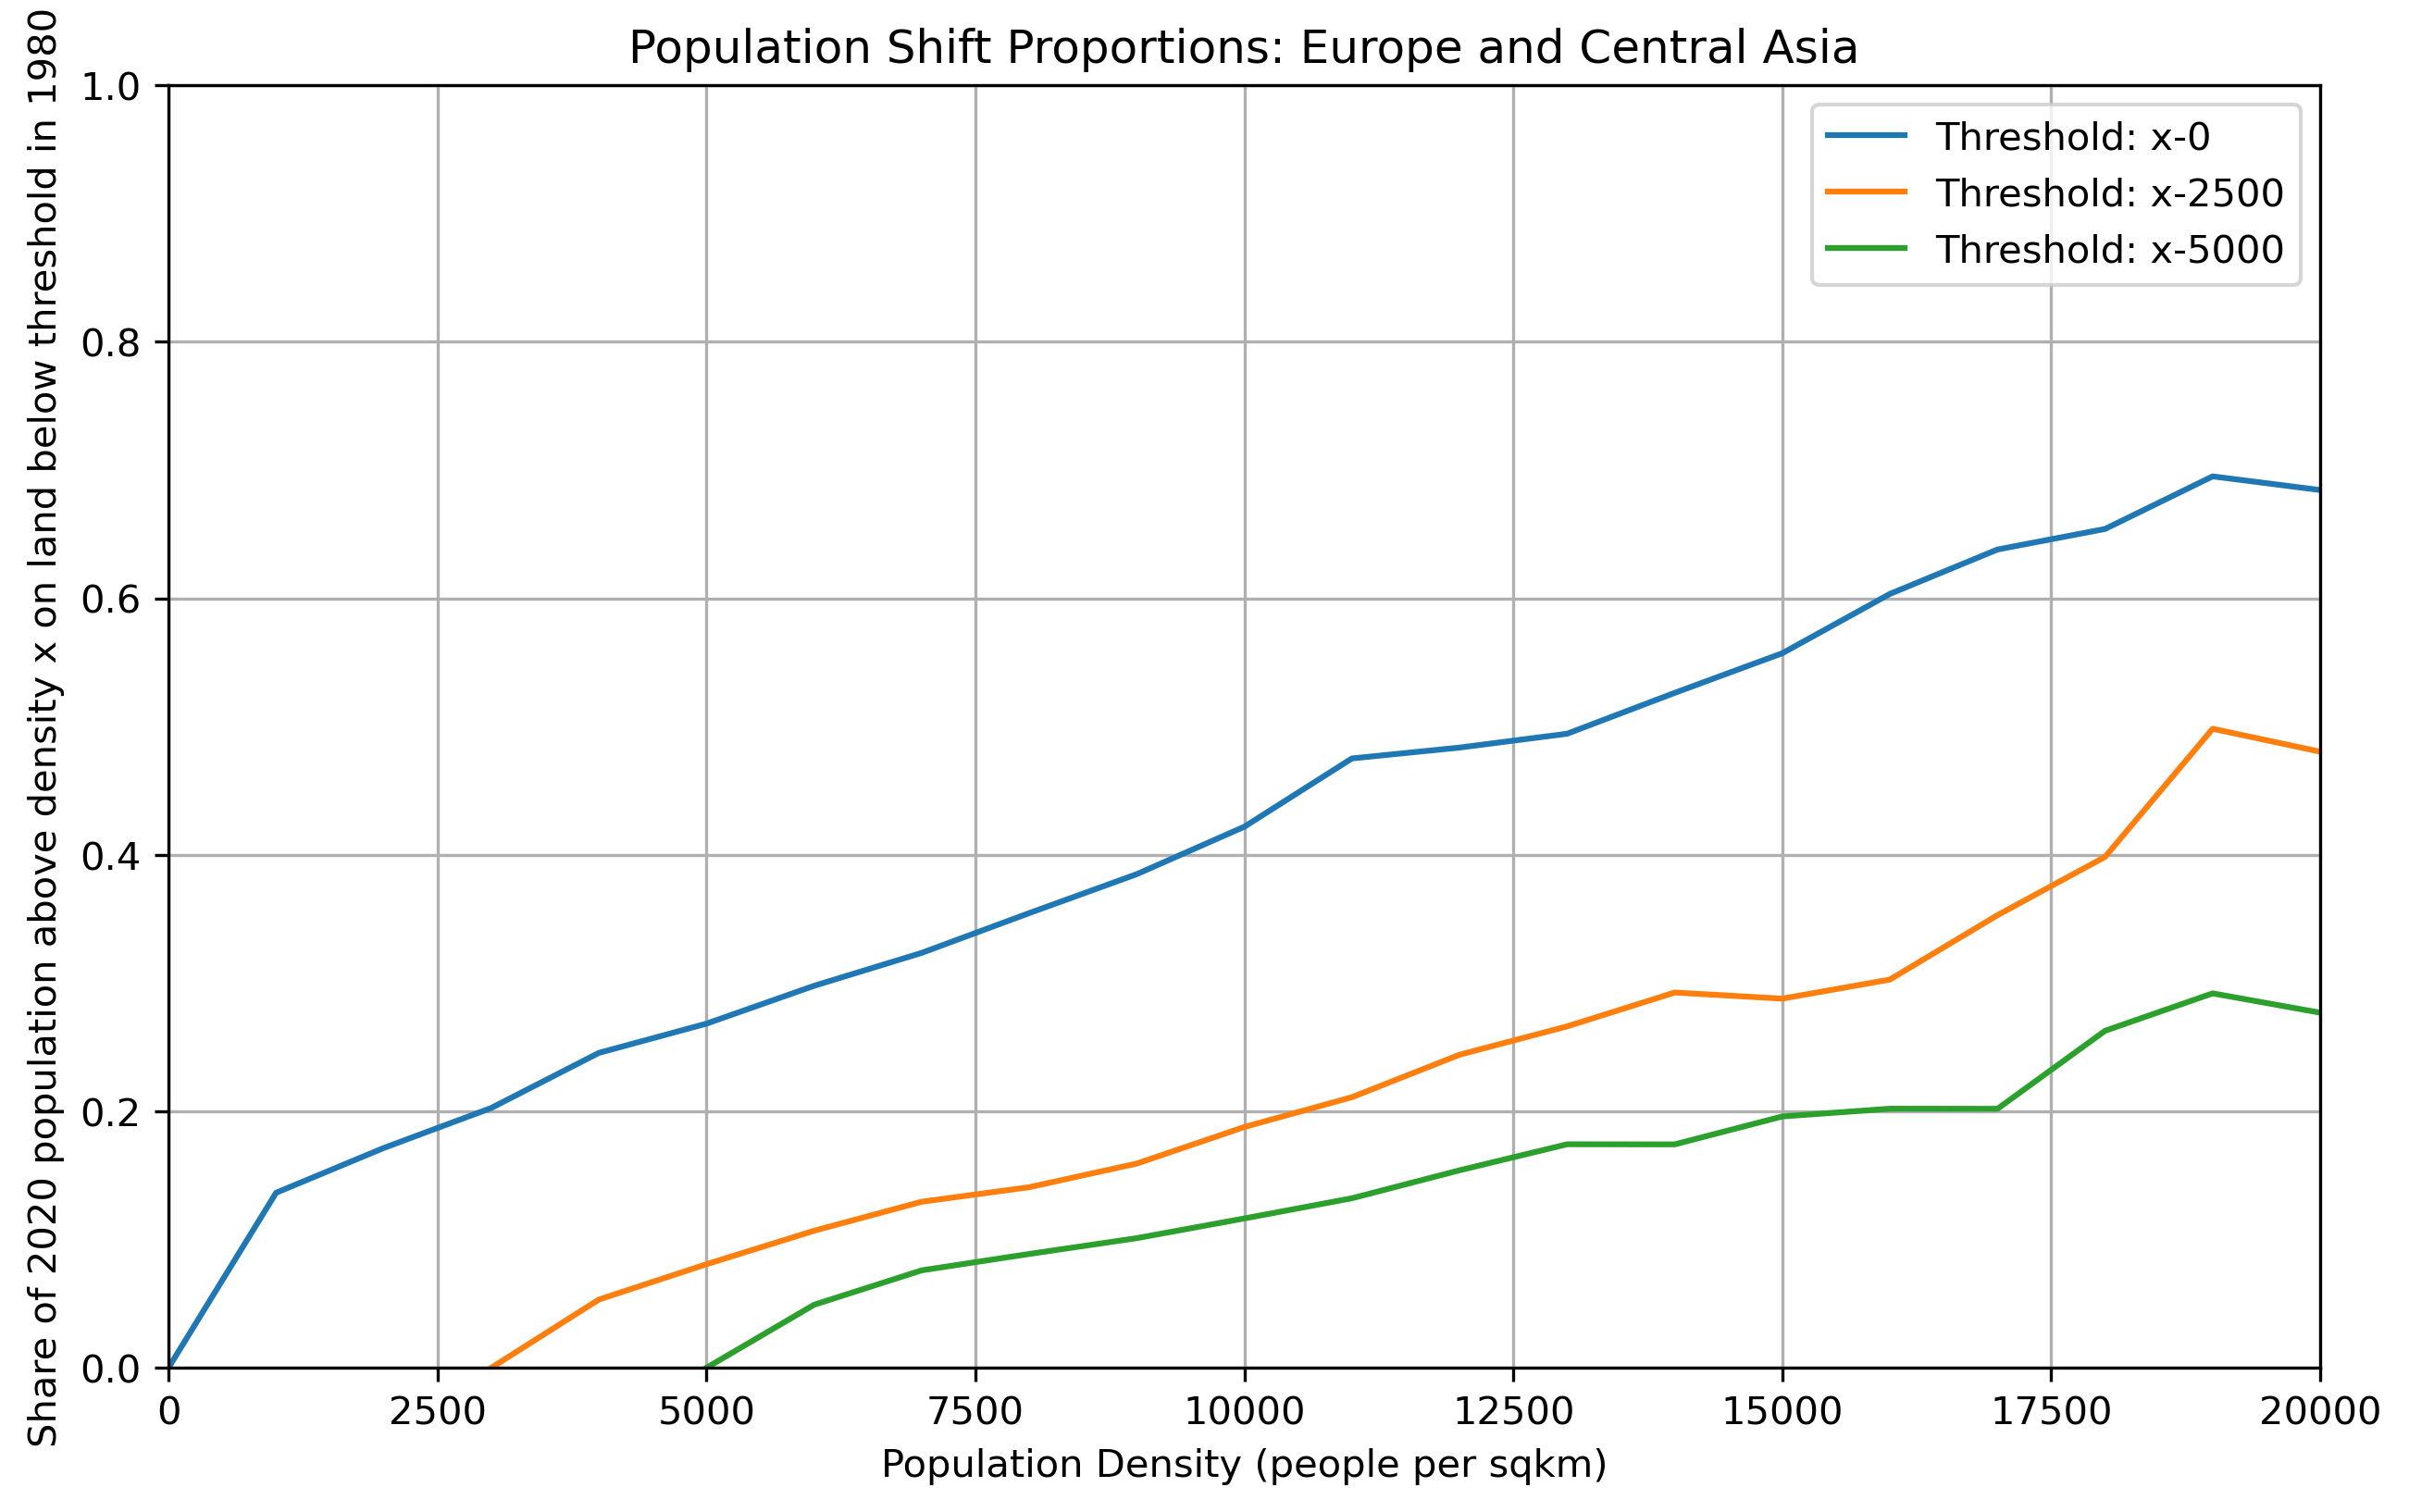 Population Shift Proportions: Europe and Central Asia
Share of 2020 population above density x on land below threshold in 1980
1.0
0.8
0.6
0.4
0.2
0.0
Threshold: x-0
Threshold: x-2500
Threshold: x-5000
0 2500 5000 7500 10000 12500 15000 17500 20000
Population Density (people per sqkm)